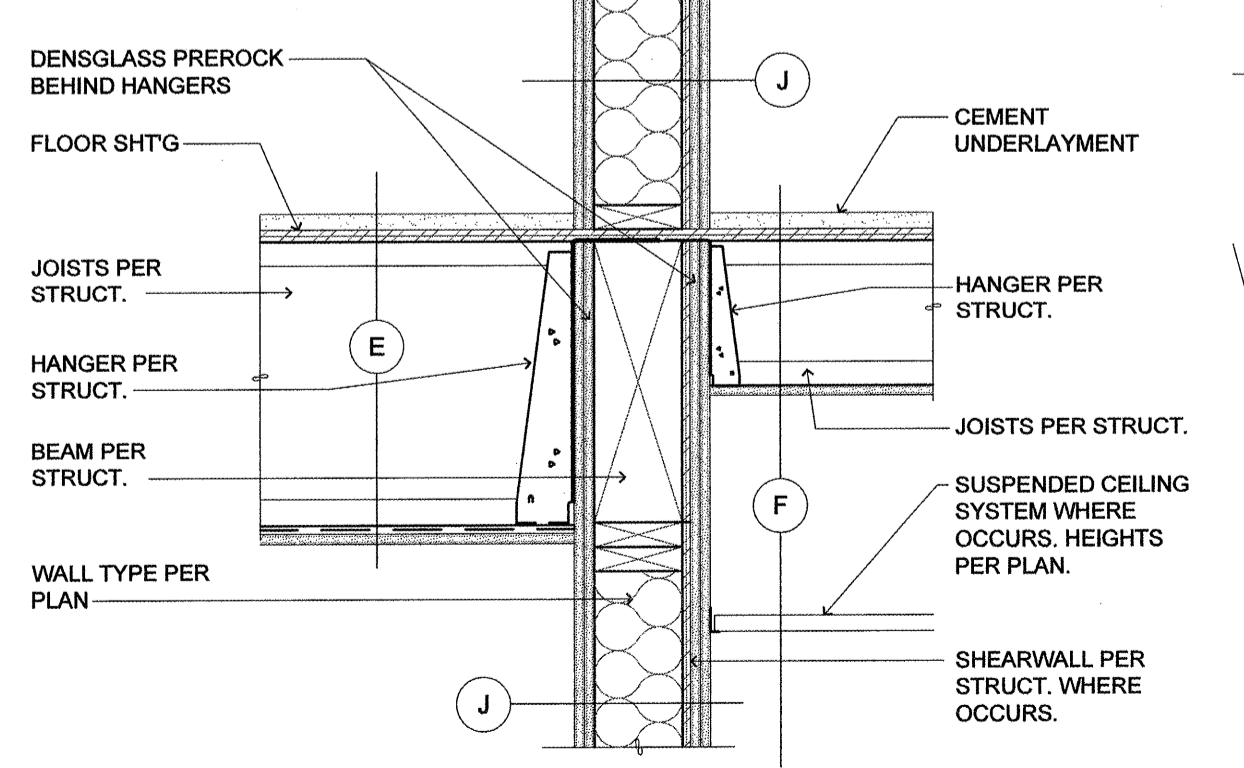 DENSGLASS PREROCK
BEHIND HANGERS
FLOOR SHT'G
JOISTS PER
STRUCT.
HANGER PER
STRUCT.
BEAM PER
STRUCT.
WALL TYPE PER
PLAN
E
J
J
F
CEMENT
UNDERLAYMENT
HANGER PER
STRUCT.
JOISTS PER STRUCT.
SUSPENDED CEILING
SYSTEM WHERE
OCCURS. HEIGHTS
PER PLAN.
SHEARWALL PER
STRUCT. WHERE
OCCURS.